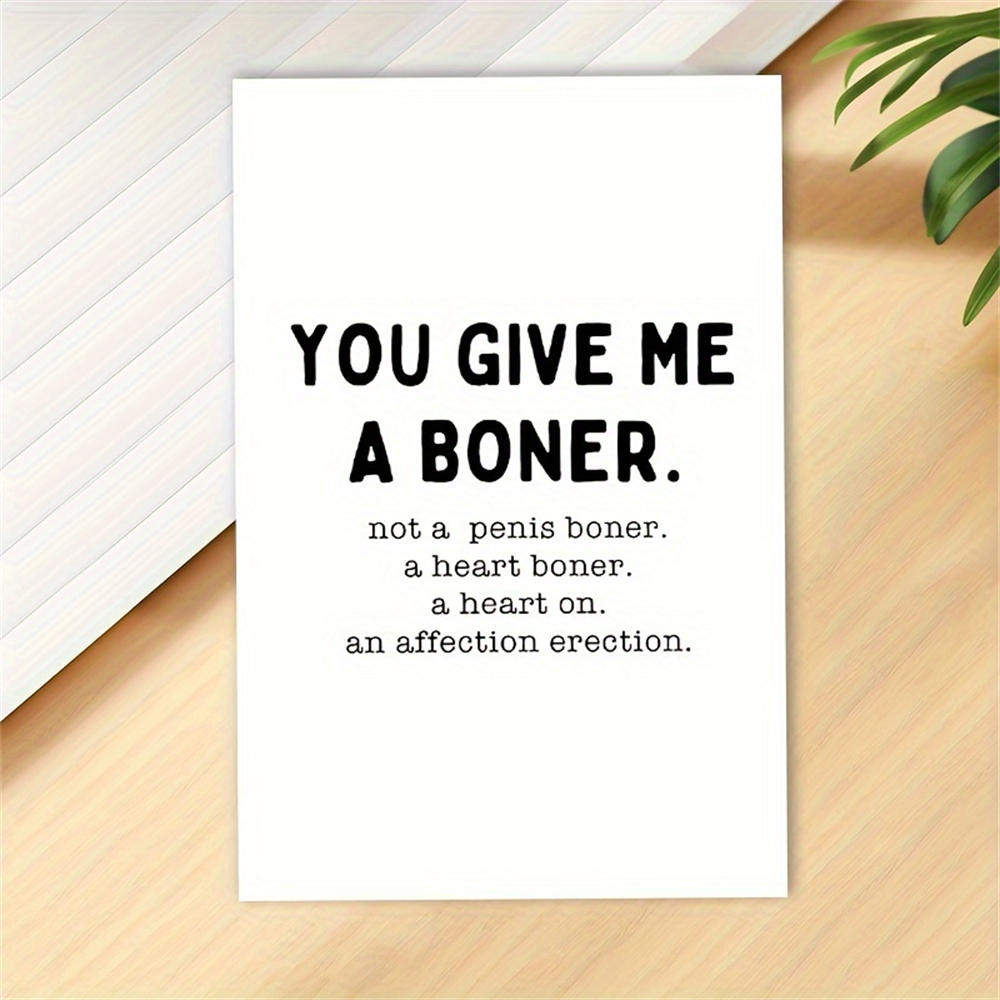 YOU GIVE ME
A BONER.
not a penis boner.
a heart boner.
a heart on.
an affection erection.